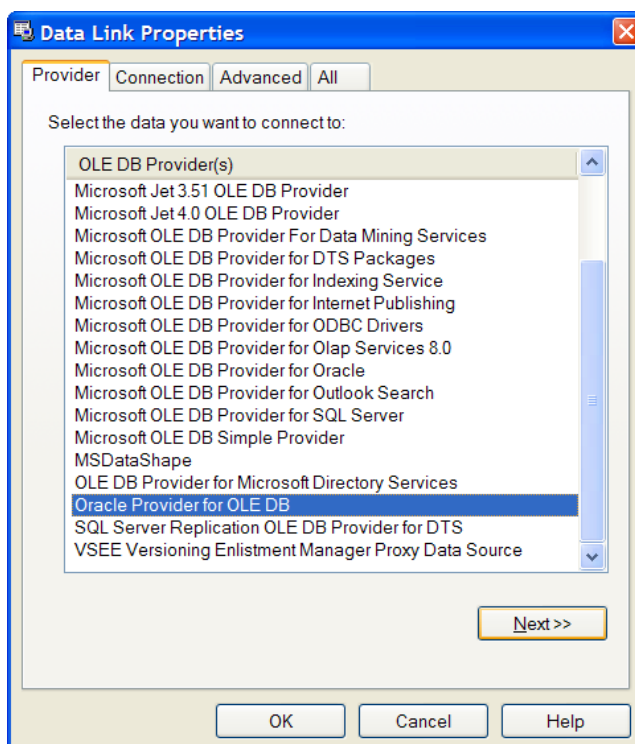 Data Link Properties
Provider Connection Advanced All
Select the data you want to connect to:
OLE DB Provider(s)
Microsoft Jet 3.51 OLE DB Provider
Microsoft Jet 4.0 OLE DB Provider
Microsoft OLE DB Provider For Data Mining Services
Microsoft OLE DB Provider for DTS Packages
Microsoft OLE DB Provider for Indexing Service
Microsoft OLE DB Provider for Internet Publishing
Microsoft OLE DB Provider for ODBC Drivers
Microsoft OLE DB Provider for Olap Services 8.0
Microsoft OLE DB Provider for Oracle
Microsoft OLE DB Provider for Outlook Search
Microsoft OLE DB Provider for SQL Server
Microsoft OLE DB Simple Provider
MSDataShape
OLE DB Provider for Microsoft Directory Services
Oracle Provider for OLE DB
SQL Server Replication OLE DB Provider for DTS
VSEE Versioning Enlistment Manager Proxy Data Source
Next >>
OK Cancel Help